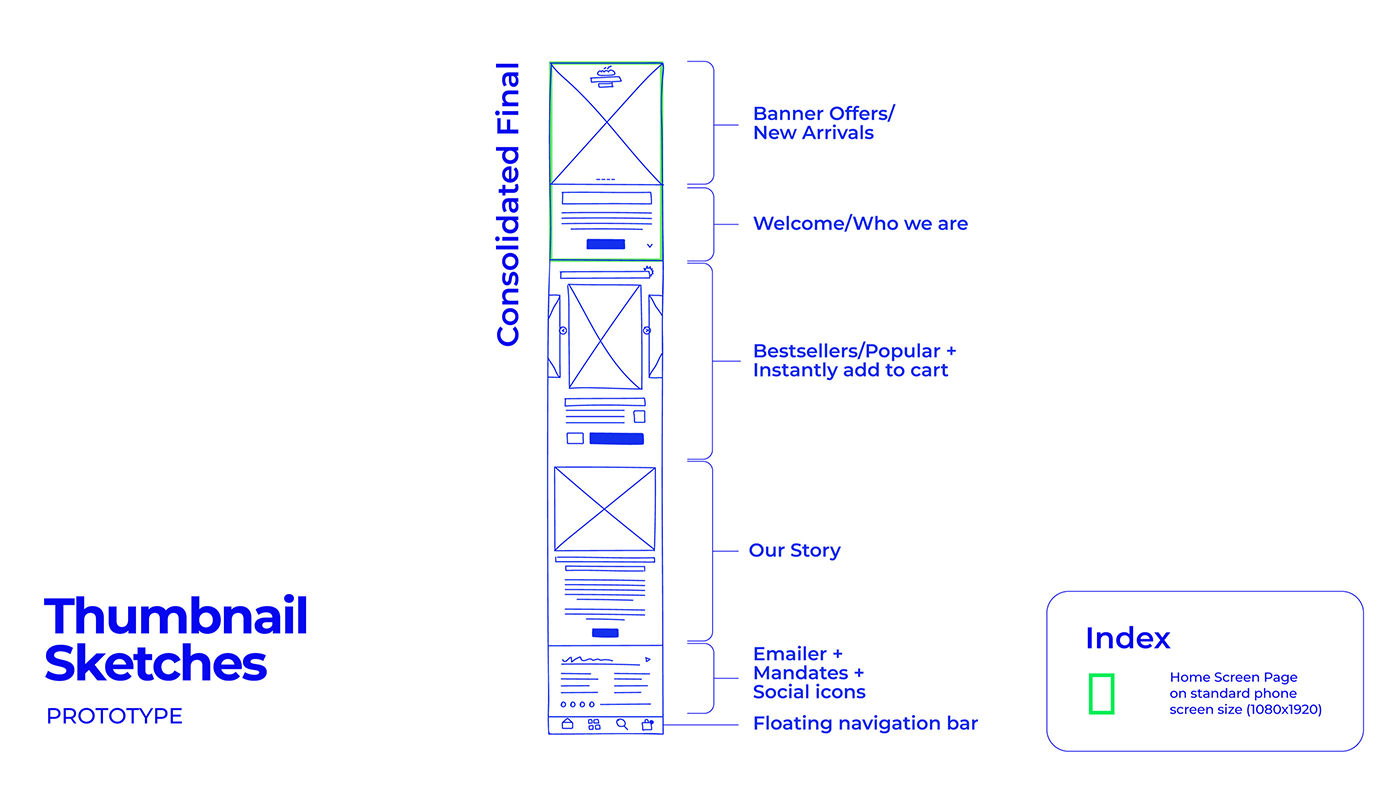 Consolidated Final
Banner Offers/
New Arrivals
Welcome/Who we are
Bestsellers/Popular +
Instantly add to cart
Our Story
Emailer +
Mandates +
Social icons
Floating navigation bar
Thumbnail
Sketches
PROTOTYPE
Index
Home Screen Page
on standard phone
screen size (1080x1920)